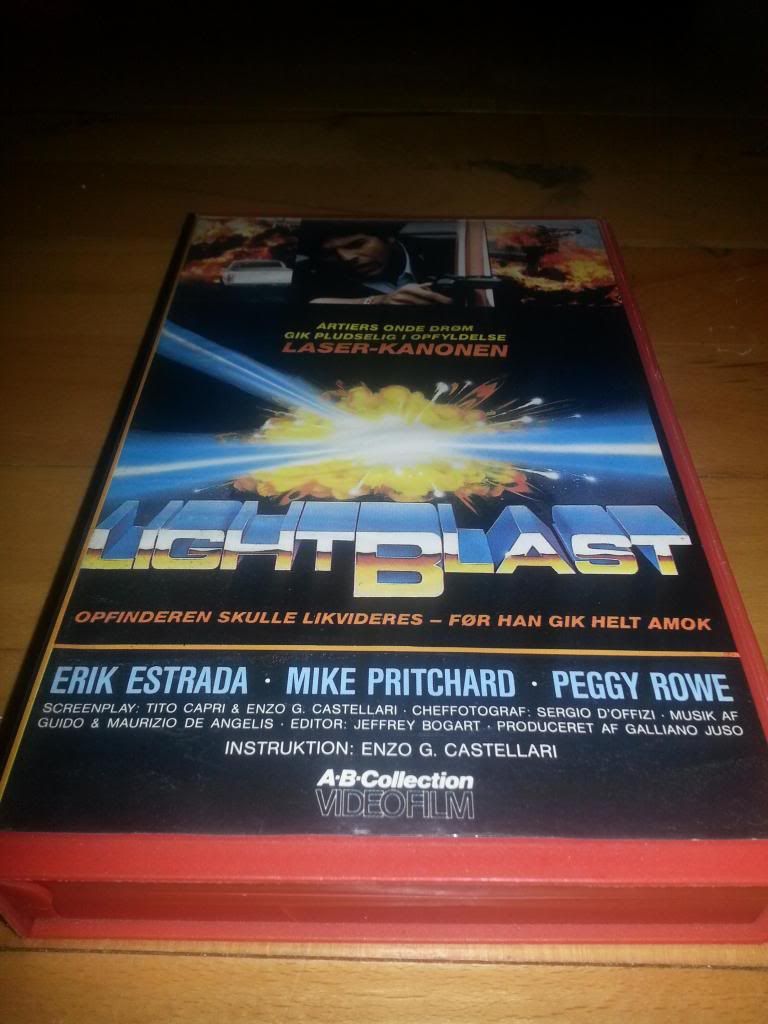 ARTIERS ONDE DRØM
GIK PLUDSELIG I OPFYLDELSE
LASER-KANONEN
LIGHTBLAST
OPFINDEREN SKULLE LIKVIDERES – FØR HAN GIK HELT AMOK
ERIK ESTRADA · MIKE PRITCHARD · PEGGY ROWE
SCREENPLAY: TITO CAPRI & ENZO G. CASTELLARI · CHEFFOTOGRAF: SERGIO D'OFFIZI · MUSIK AF
GUIDO & MAURIZIO DE ANGELIS · EDITOR: JEFFREY BOGART · PRODUCERET AF GALLIANO JUSO
INSTRUKTION: ENZO G. CASTELLARI
A·B·Collection
VIDEOFILM